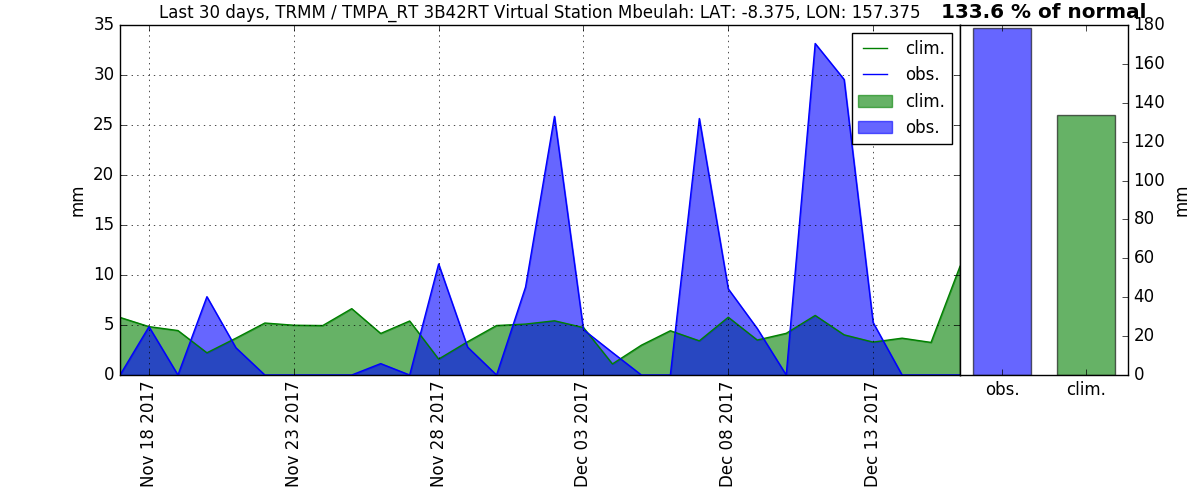 Last 30 days, TRMM / TMPA_RT 3B42RT Virtual Station Mbeulah: LAT: -8.375, LON: 157.375
133.6 % of normal
35
30
25
20
15
10
5
0
mm
clim.
obs.
clim.
obs.
Nov 18 2017
Nov 23 2017
Nov 28 2017
Dec 03 2017
Dec 08 2017
Dec 13 2017
180
160
140
120
100
80
60
40
20
0
mm
obs.
clim.